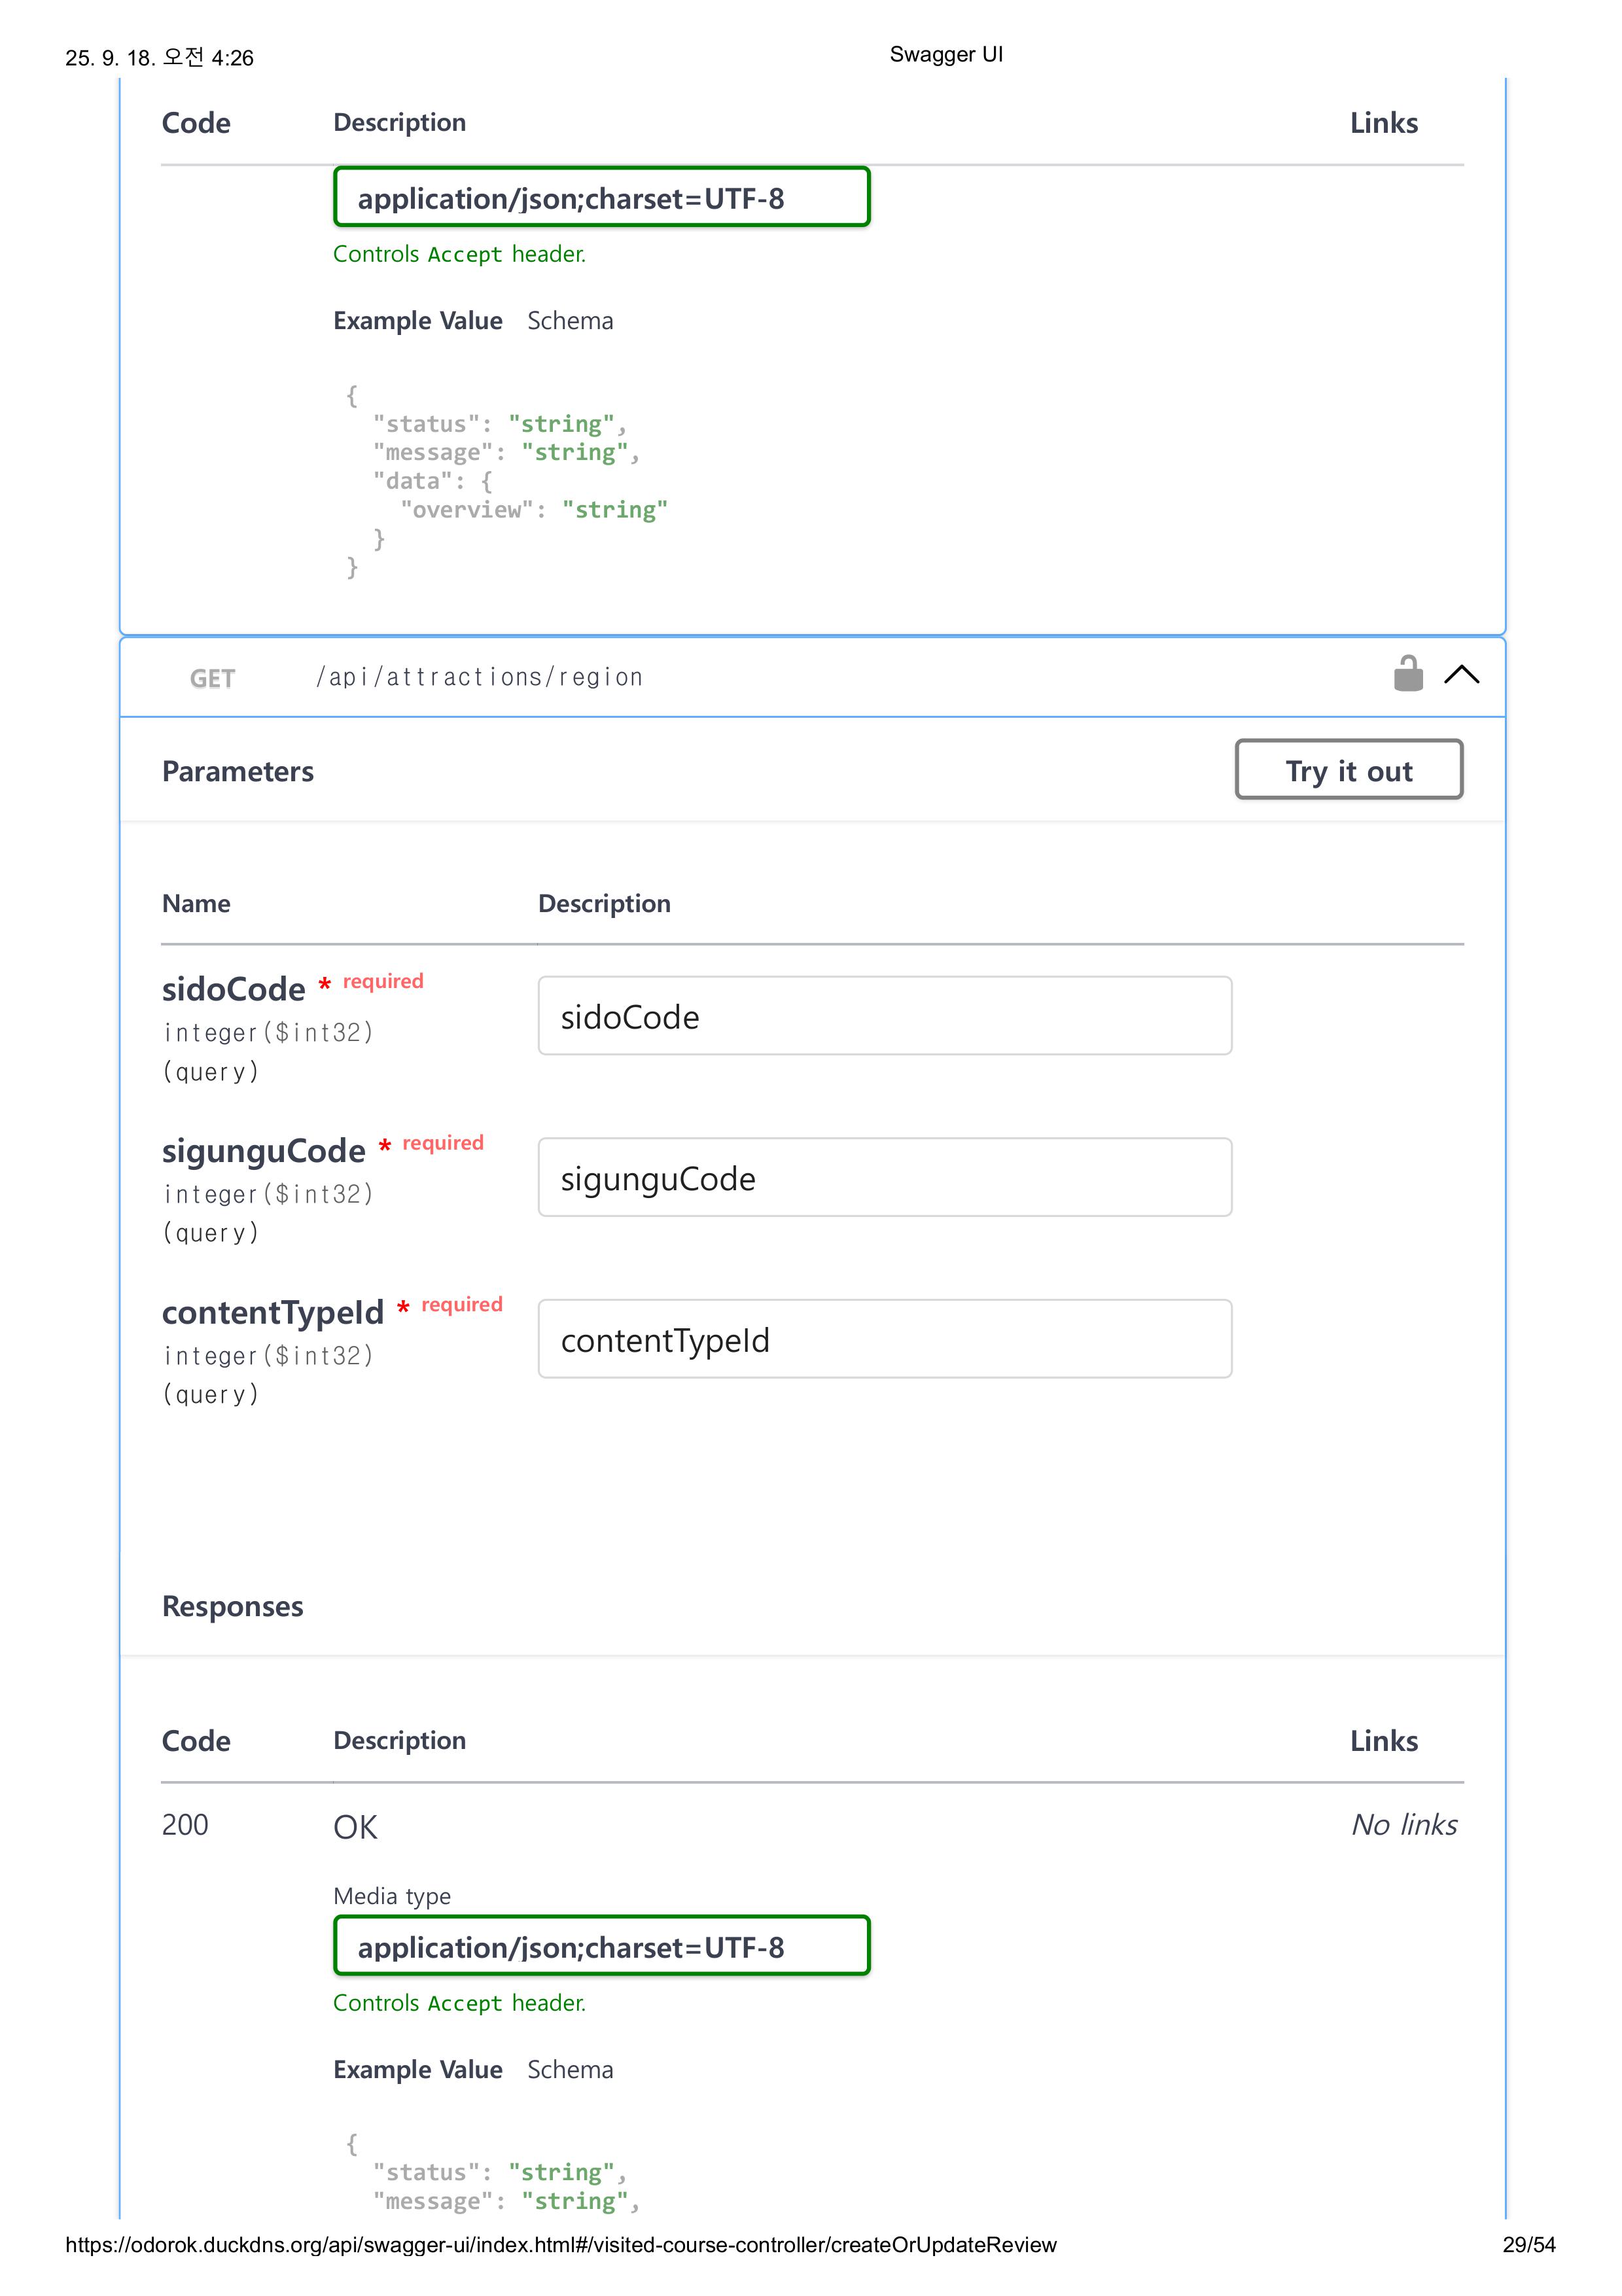 25. 9. 18. 오전 4:26
Swagger UI
Code Description Links
application/json;charset=UTF-8
Controls Accept header.
Example Value Schema
{
"status": "string",
"message": "string",
"data": {
"overview": "string"
}
}
GET /api/attractions/region
Parameters Try it out
Name Description
sidoCode * required
integer($int32)
(query)
sidoCode
sigunguCode * required
integer($int32)
(query)
sigunguCode
contentTypeId * required
integer($int32)
(query)
contentTypeId
Responses
Code Description Links
200 OK No links
Media type
application/json;charset=UTF-8
Controls Accept header.
Example Value Schema
{
"status": "string",
"message": "string",
https://odorok.duckdns.org/api/swagger-ui/index.html#/visited-course-controller/createOrUpdateReview 29/54